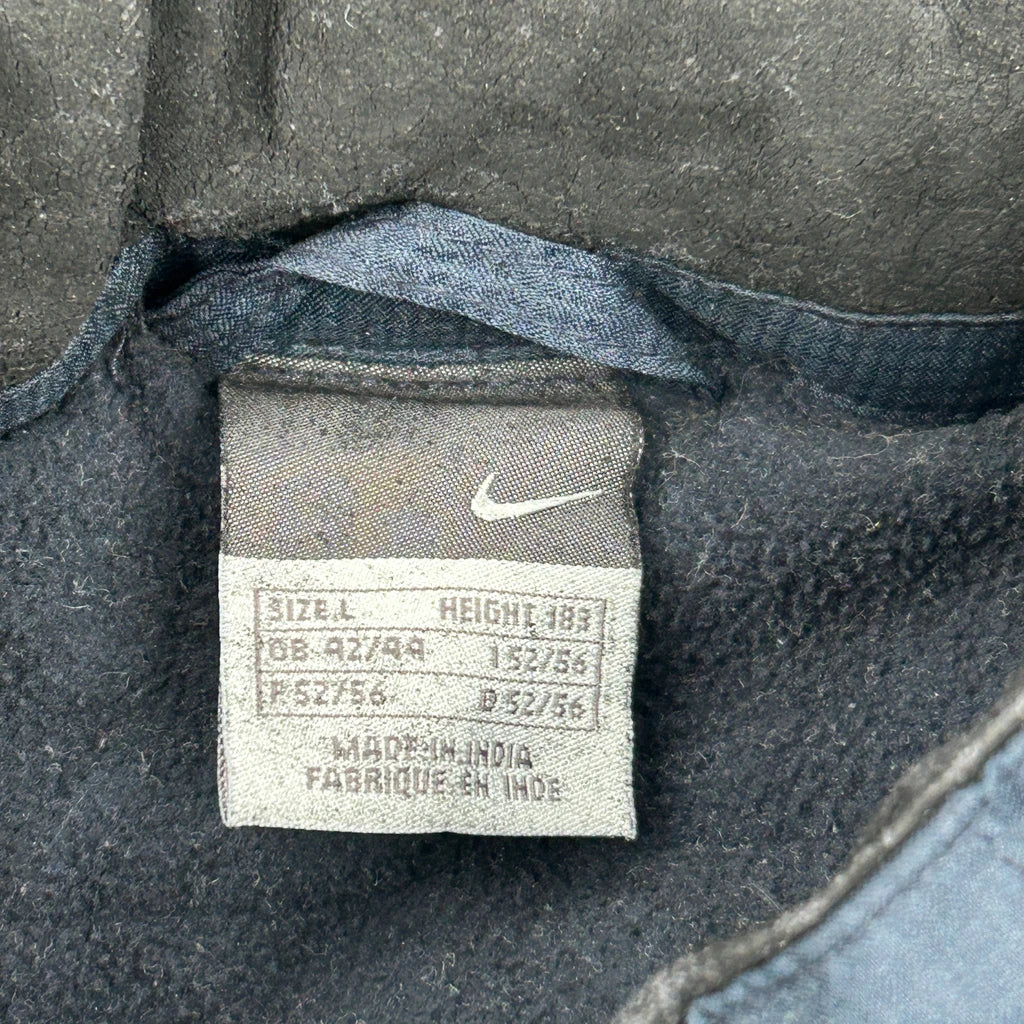 SIZE L HEIGHT 183
GB 42/44 I 52/56
F 52/56 D 52/56
MADE IN INDIA
FABRIQUE EN INDE